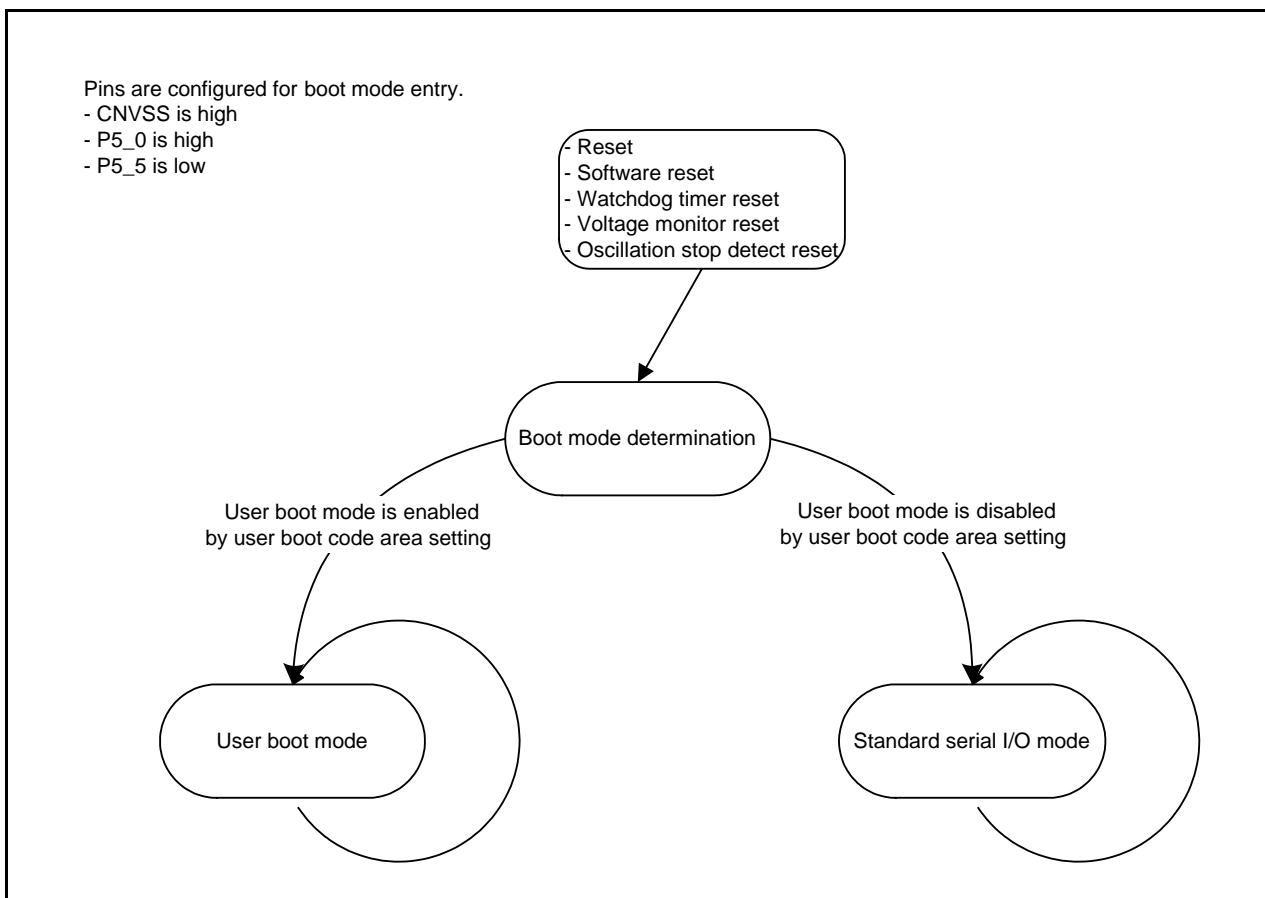 Pins are configured for boot mode entry.
- CNVSS is high
- P5_0 is high
- P5_5 is low
- Reset
- Software reset
- Watchdog timer reset
- Voltage monitor reset
- Oscillation stop detect reset
Boot mode determination
User boot mode is enabled
by user boot code area setting
User boot mode is disabled
by user boot code area setting
User boot mode
Standard serial I/O mode